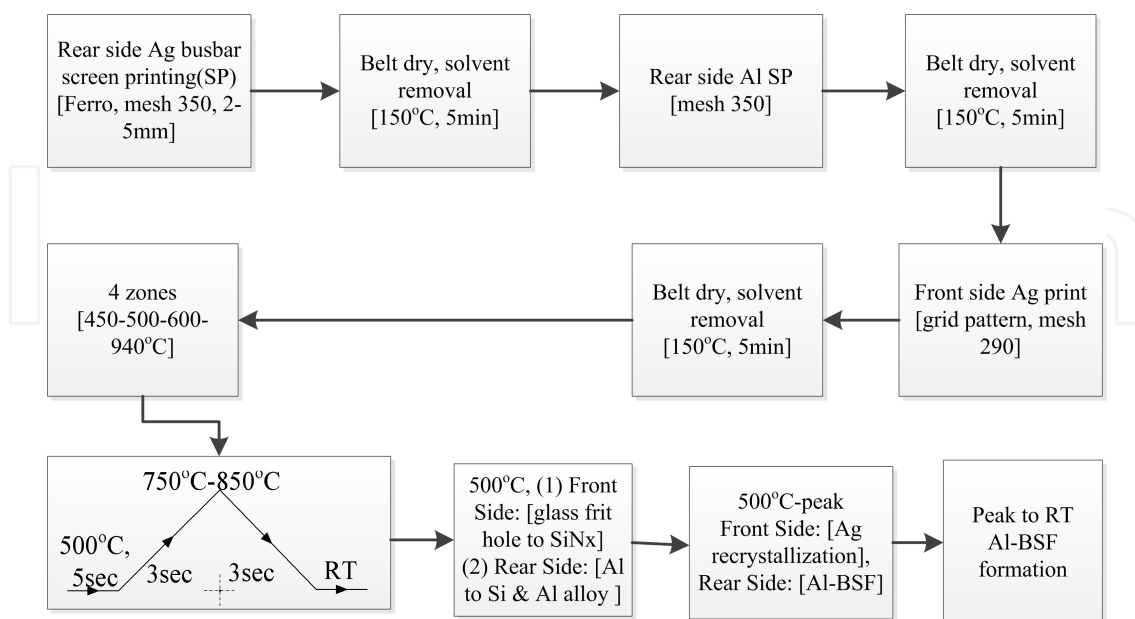 Rear side Ag busbar
screen printing(SP)
[Ferro, mesh 350, 2-
5mm]
Belt dry, solvent
removal
[150°C, 5min]
Rear side Al SP
[mesh 350]
Belt dry, solvent
removal
[150°C, 5min]
Front side Ag print
[grid pattern, mesh
290]
Belt dry, solvent
removal
[150°C, 5min]
4 zones
[450-500-600-
940°C]
750°C-850°C
500°C,
5sec
3sec
3sec
RT
500°C, (1) Front
Side: [glass frit
hole to SiNx]
(2) Rear Side: [Al
to Si & Al alloy ]
500°C-peak
Front Side: [Ag
recrystallization],
Rear Side: [Al-BSF]
Peak to RT
Al-BSF
formation